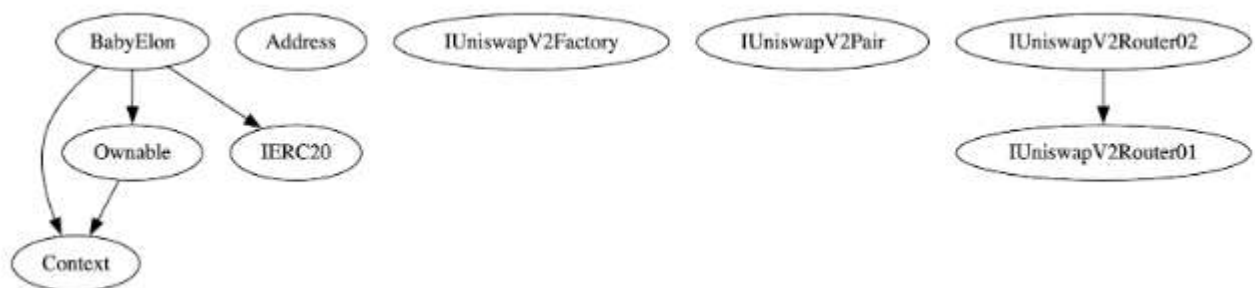 BabyElon
Address
IUniswapV2Factory
IUniswapV2Pair
IUniswapV2Router02
Ownable
IERC20
IUniswapV2Router01
Context